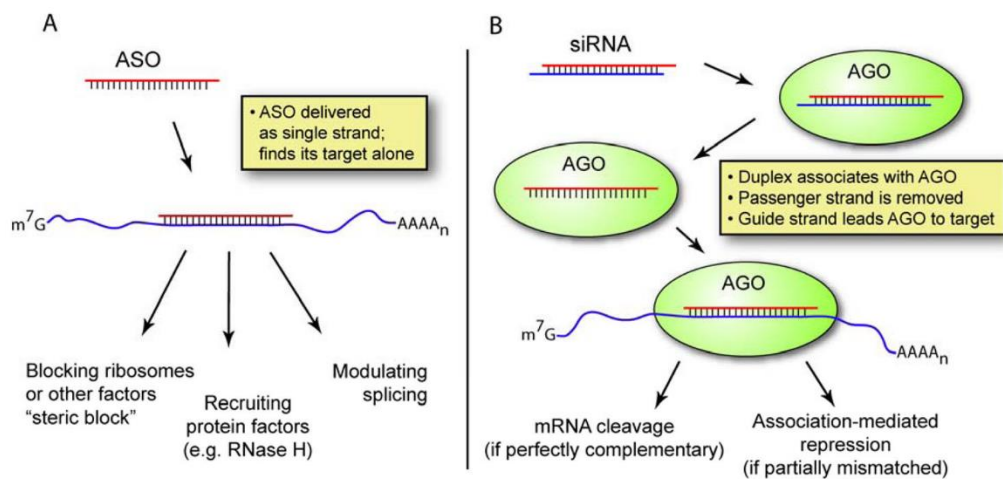 A
ASO
• ASO delivered
as single strand;
finds its target alone
m⁷G
AAAAₙ
Blocking ribosomes
or other factors
“steric block”
Recruiting
protein factors
(e.g. RNase H)
Modulating
splicing
B
siRNA
AGO
AGO
• Duplex associates with AGO
• Passenger strand is removed
• Guide strand leads AGO to target
AGO
m⁷G
AAAAₙ
mRNA cleavage
(if perfectly complementary)
Association-mediated
repression
(if partially mismatched)